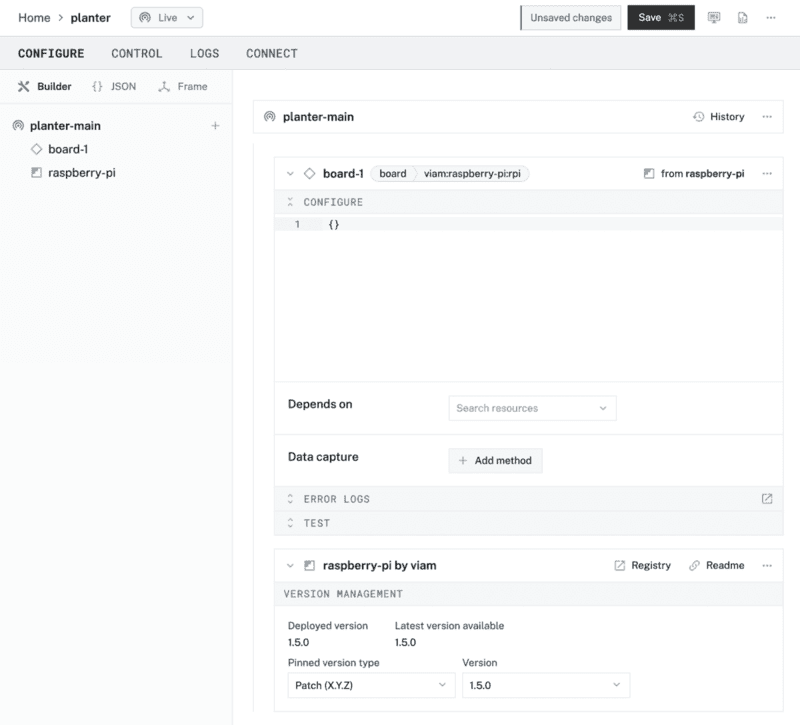 Home > planter Live Unsaved changes Save ⌘S
CONFIGURE CONTROL LOGS CONNECT
Builder {} JSON Frame
planter-main +
board-1
raspberry-pi
planter-main History ...
board-1 board viam:raspberry-pi:rpi from raspberry-pi ...
CONFIGURE
1 {}
Depends on Search resources
Data capture + Add method
ERROR LOGS
TEST
raspberry-pi by viam Registry Readme ...
VERSION MANAGEMENT
Deployed version Latest version available
1.5.0 1.5.0
Pinned version type Version
Patch (X.Y.Z) 1.5.0